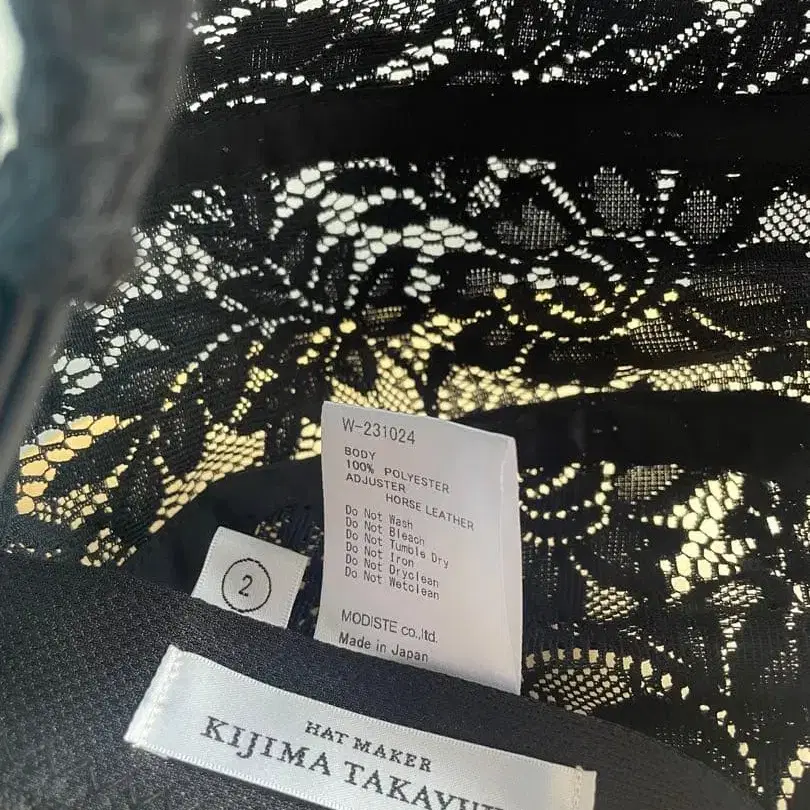 W-231024
BODY
100% POLYESTER
ADJUSTER
HORSE LEATHER
Do Not Wash
Do Not Bleach
Do Not Tumble Dry
Do Not Iron
Do Not Dryclean
Do Not Wetclean
MODISTE co.,ltd.
Made in Japan
2
HAT MAKER
KIJIMA